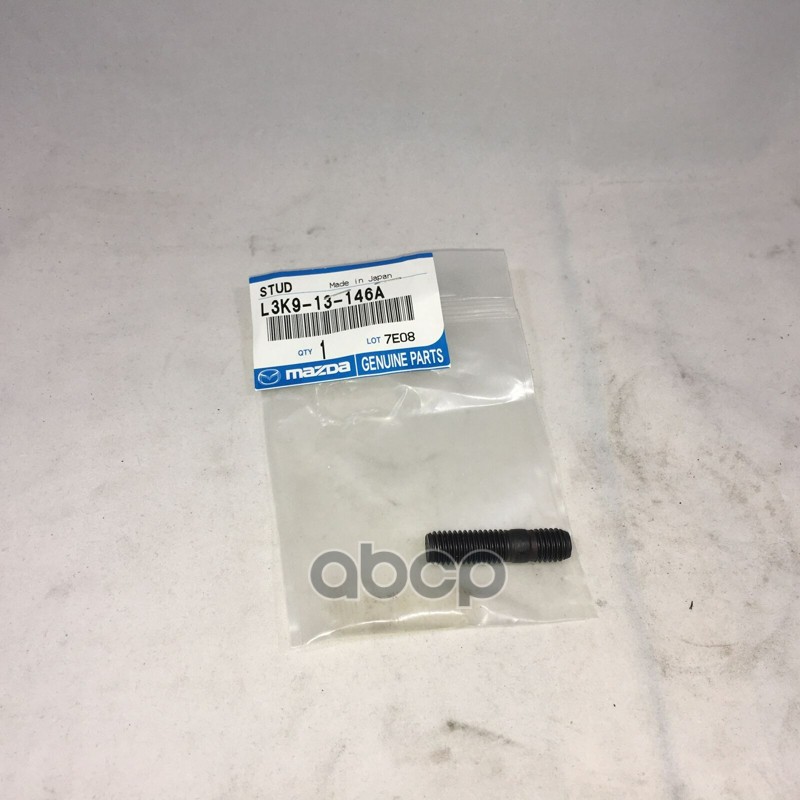 STUD
Made in Japan
L3K9-13-146A
QTY 1 LOT 7E08
mazda GENUINE PARTS
abcp